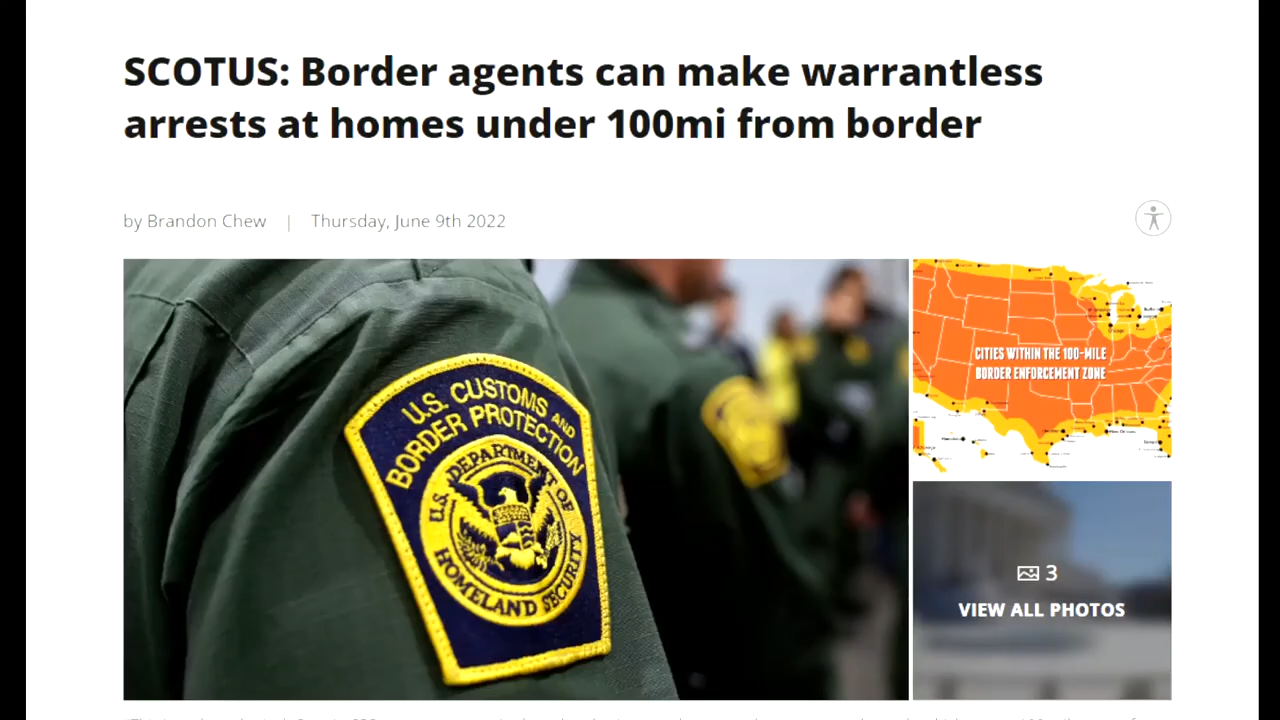 SCOTUS: Border agents can make warrantless
arrests at homes under 100mi from border
by Brandon Chew | Thursday, June 9th 2022
U.S. CUSTOMS AND
BORDER PROTECTION
U.S. DEPARTMENT OF
HOMELAND SECURITY
CITIES WITHIN THE 100-MILE
BORDER ENFORCEMENT ZONE
3
VIEW ALL PHOTOS